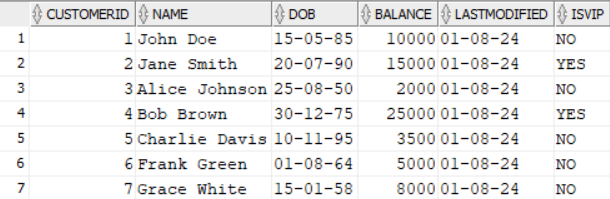 CUSTOMERID NAME DOB BALANCE LASTMODIFIED ISVIP
1 1 John Doe 15-05-85 10000 01-08-24 NO
2 2 Jane Smith 20-07-90 15000 01-08-24 YES
3 3 Alice Johnson 25-08-50 2000 01-08-24 NO
4 4 Bob Brown 30-12-75 25000 01-08-24 YES
5 5 Charlie Davis 10-11-95 3500 01-08-24 NO
6 6 Frank Green 01-08-64 5000 01-08-24 NO
7 7 Grace White 15-01-58 8000 01-08-24 NO